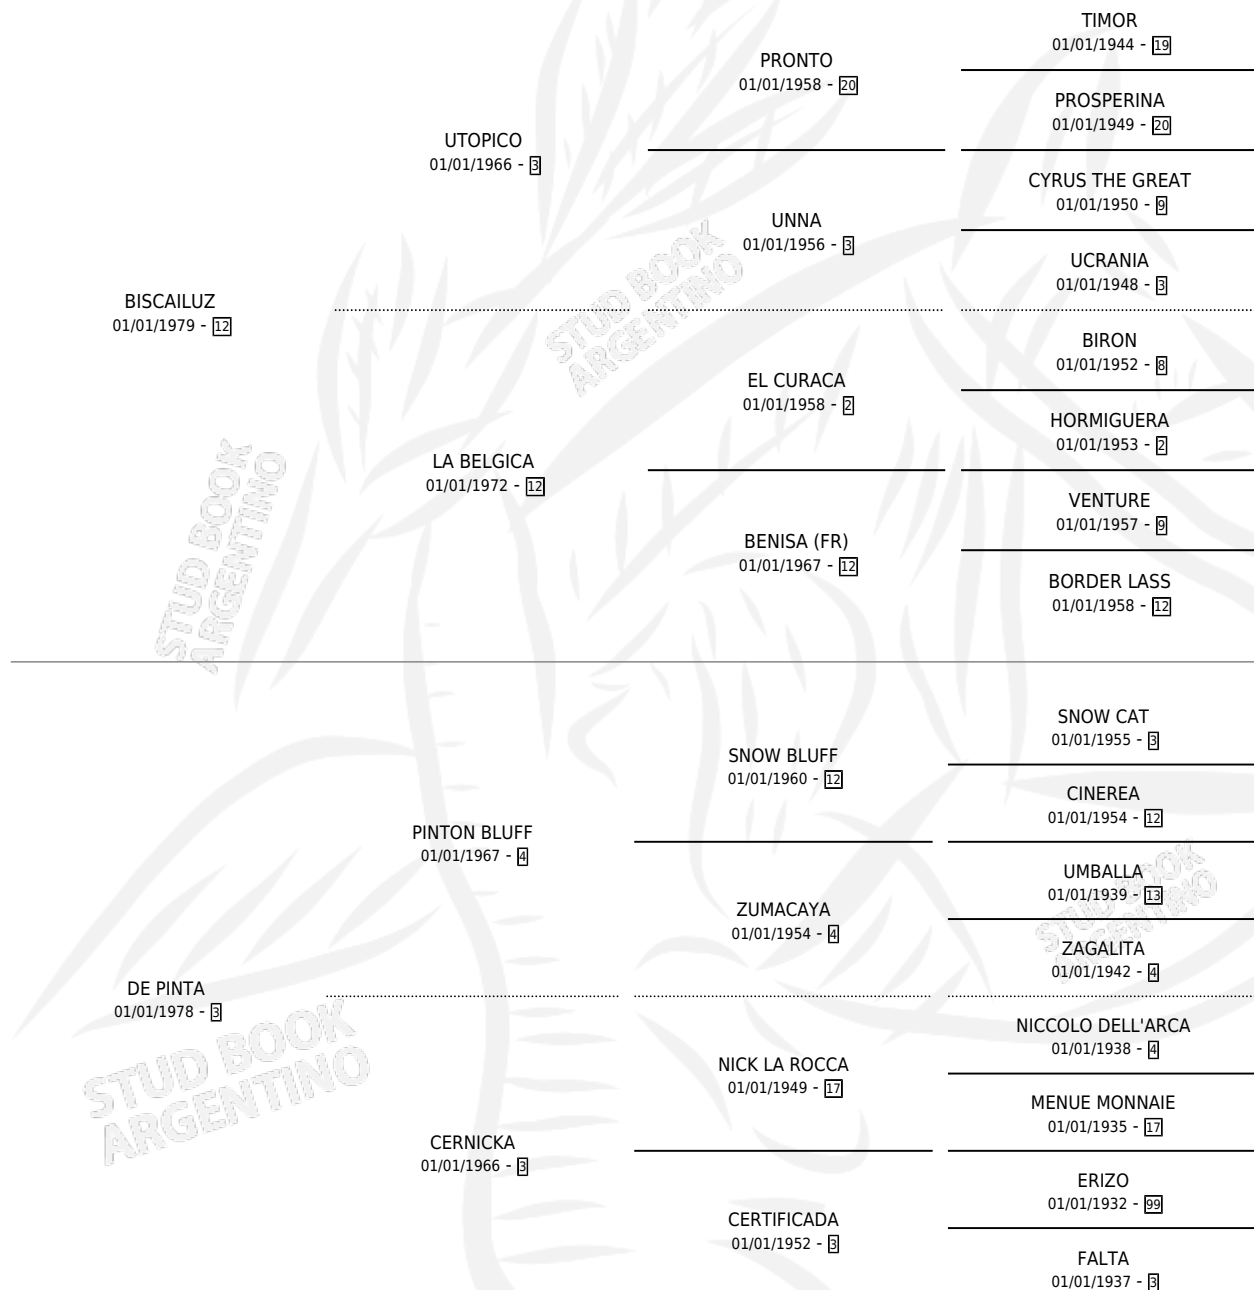 TIMOR
01/01/1944 - 19
PRONTO
01/01/1958 - 20
PROSPERINA
01/01/1949 - 20
UTOPICO
01/01/1966 - 3
CYRUS THE GREAT
01/01/1950 - 9
UNNA
01/01/1956 - 3
UCRANIA
01/01/1948 - 3
BISCAILUZ
01/01/1979 - 12
BIRON
01/01/1952 - 8
EL CURACA
01/01/1958 - 2
HORMIGUERA
01/01/1953 - 2
LA BELGICA
01/01/1972 - 12
VENTURE
01/01/1957 - 9
BENISA (FR)
01/01/1967 - 12
BORDER LASS
01/01/1958 - 12
STUD BOOK
ARGENTINO
STUD BOOK
ARGENTINO
SNOW CAT
01/01/1955 - 3
SNOW BLUFF
01/01/1960 - 12
CINEREA
01/01/1954 - 12
PINTON BLUFF
01/01/1967 - 4
UMBALLA
01/01/1939 - 13
ZUMACAYA
01/01/1954 - 4
ZAGALITA
01/01/1942 - 4
DE PINTA
01/01/1978 - 3
NICCOLO DELL'ARCA
01/01/1938 - 4
NICK LA ROCCA
01/01/1949 - 17
MENUE MONNAIE
01/01/1935 - 17
CERNICKA
01/01/1966 - 3
ERIZO
01/01/1932 - 99
CERTIFICADA
01/01/1952 - 3
FALTA
01/01/1937 - 3
STUD BOOK
ARGENTINO
STUD BOOK
ARGENTINO